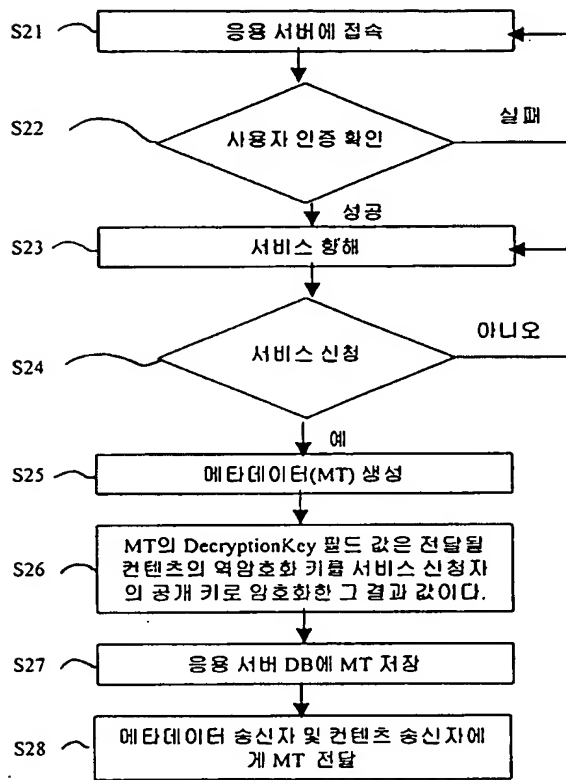 S21
응용 서버에 접속
S22
사용자 인증 확인
실패
성공
S23
서비스 항해
S24
서비스 신청
아니오
예
S25
메타데이터(MT) 생성
S26
MT의 DecryptionKey 필드 값은 전달될
컨텐츠의 역암호화 키를 서비스 신청자
의 공개 키로 암호화한 그 결과 값이다.
S27
응용 서버 DB에 MT 저장
S28
메타데이터 송신자 및 컨텐츠 송신자에
게 MT 전달